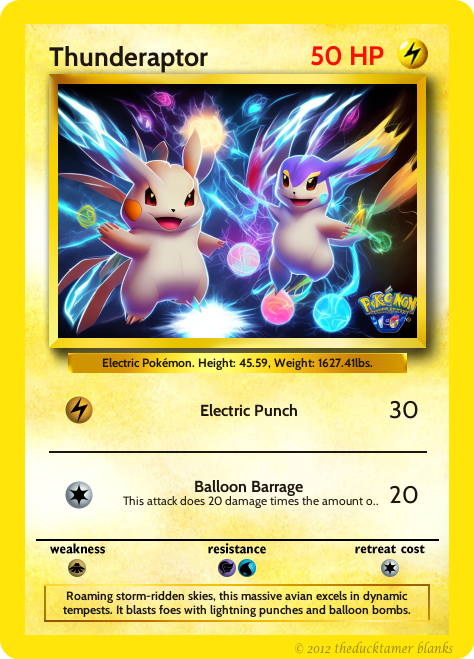 Thunderaptor 50 HP
POKÉMON
Electric Pokémon. Height: 45.59, Weight: 1627.41lbs.
Electric Punch 30
Balloon Barrage
This attack does 20 damage times the amount o.. 20
weakness resistance retreat cost
Roaming storm-ridden skies, this massive avian excels in dynamic
tempests. It blasts foes with lightning punches and balloon bombs.
© 2012 theducktamer blanks